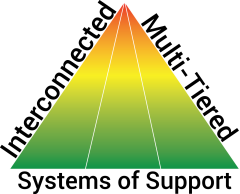 Interconnected
Multi-Tiered
Systems of Support